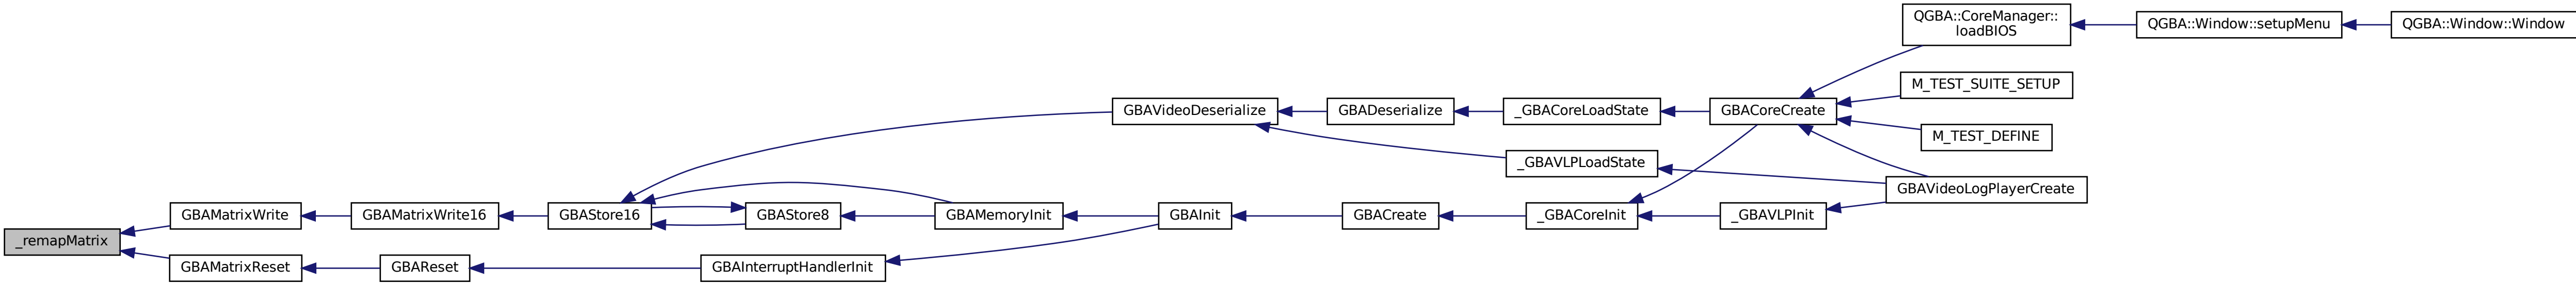 _remapMatrix
GBAMatrixWrite
GBAMatrixReset
GBAMatrixWrite16
GBAReset
GBAStore16
GBAInterruptHandlerInit
GBAStore8
GBAMemoryInit
GBAVideoDeserialize
GBAInit
GBADeserialize
GBACreate
_GBACoreLoadState
_GBAVLPLoadState
_GBACoreInit
GBACoreCreate
_GBAVLPInit
QGBA::CoreManager::
loadBIOS
M_TEST_SUITE_SETUP
M_TEST_DEFINE
GBAVideoLogPlayerCreate
QGBA::Window::setupMenu
QGBA::Window::Window